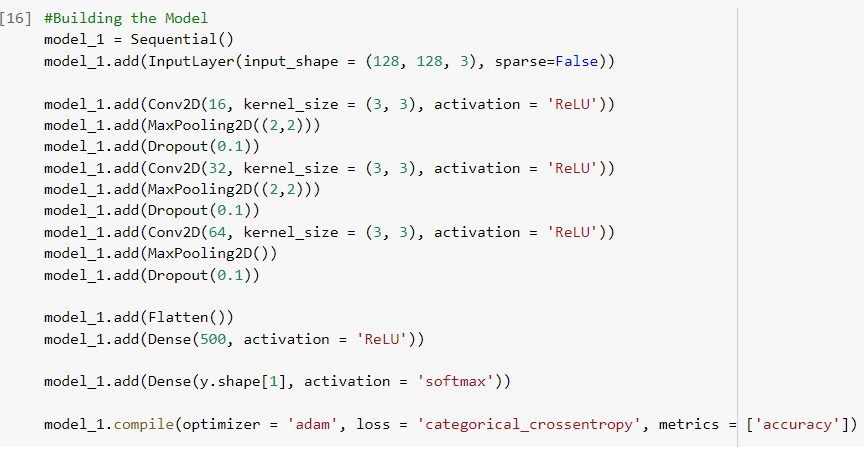 [16] #Building the Model
model_1 = Sequential()
model_1.add(InputLayer(input_shape = (128, 128, 3), sparse=False))
model_1.add(Conv2D(16, kernel_size = (3, 3), activation = 'ReLU'))
model_1.add(MaxPooling2D((2,2)))
model_1.add(Dropout(0.1))
model_1.add(Conv2D(32, kernel_size = (3, 3), activation = 'ReLU'))
model_1.add(MaxPooling2D((2,2)))
model_1.add(Dropout(0.1))
model_1.add(Conv2D(64, kernel_size = (3, 3), activation = 'ReLU'))
model_1.add(MaxPooling2D())
model_1.add(Dropout(0.1))
model_1.add(Flatten())
model_1.add(Dense(500, activation = 'ReLU'))
model_1.add(Dense(y.shape[1], activation = 'softmax'))
model_1.compile(optimizer = 'adam', loss = 'categorical_crossentropy', metrics = ['accuracy'])